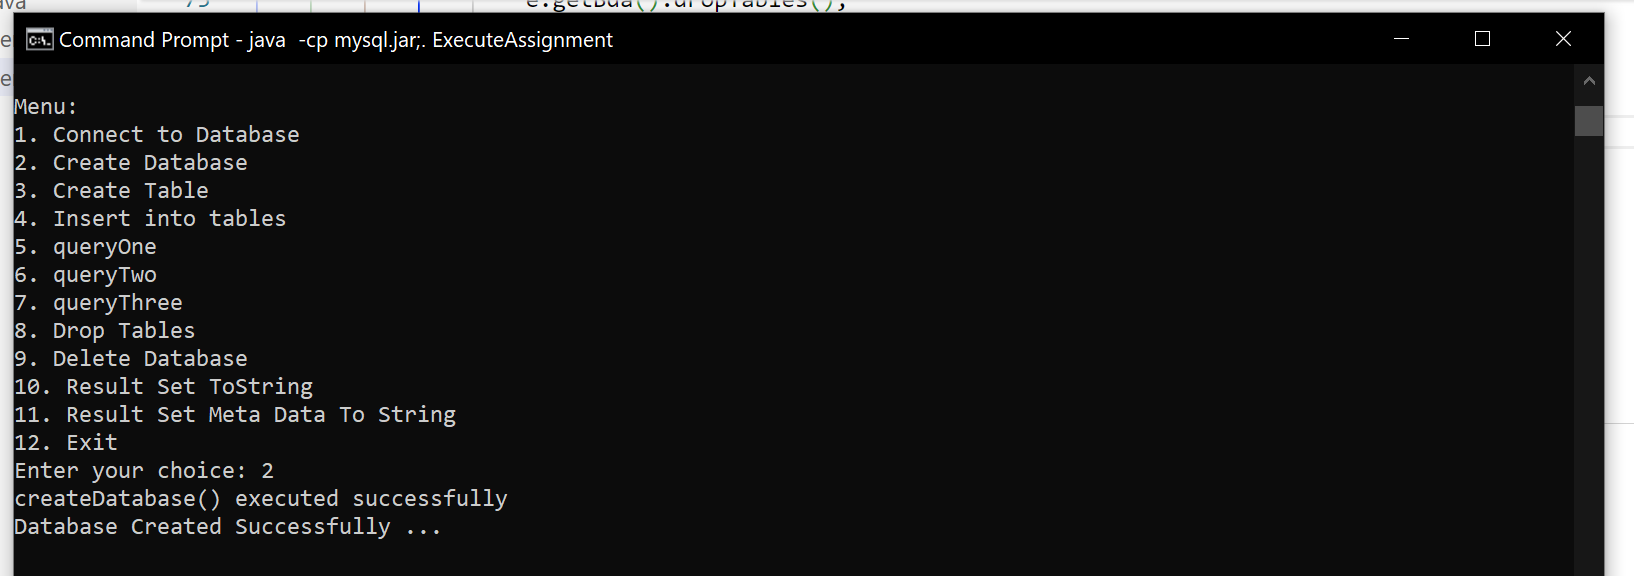 75
e.getBda().dropTables();
Command Prompt - java  -cp mysql.jar;. ExecuteAssignment
Menu:
1. Connect to Database
2. Create Database
3. Create Table
4. Insert into tables
5. queryOne
6. queryTwo
7. queryThree
8. Drop Tables
9. Delete Database
10. Result Set ToString
11. Result Set Meta Data To String
12. Exit
Enter your choice: 2
createDatabase() executed successfully
Database Created Successfully ...